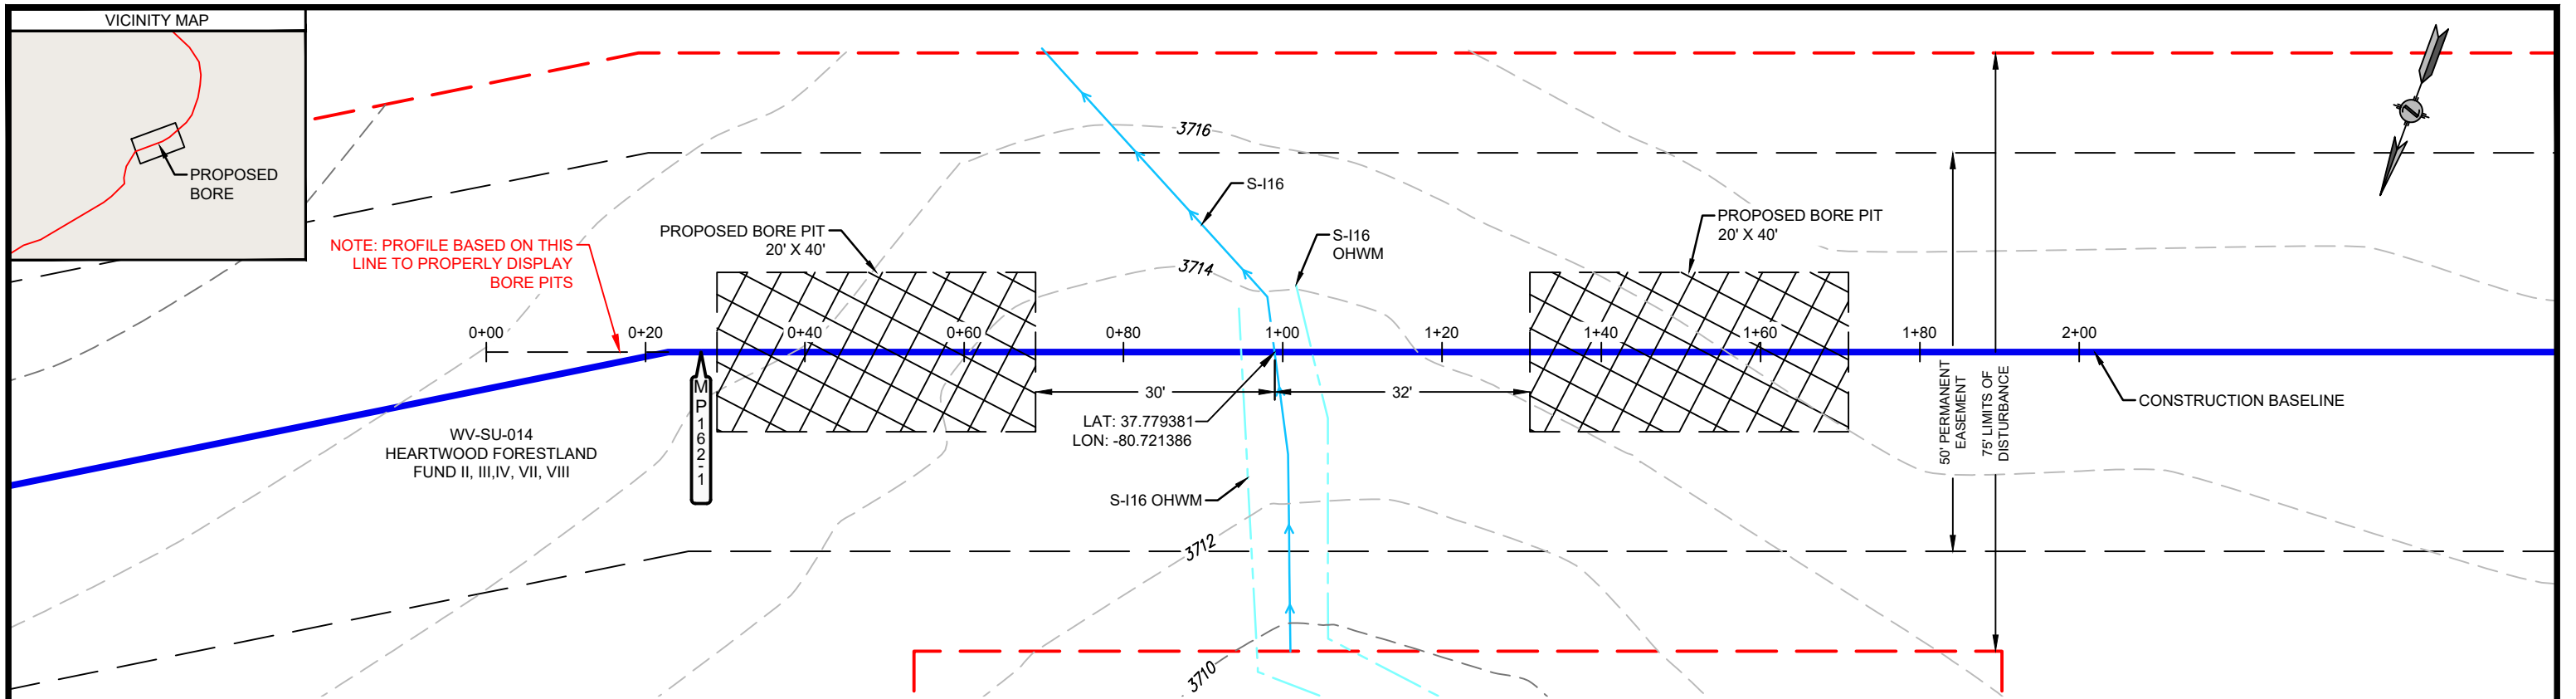 VICINITY MAP
PROPOSED
BORE
NOTE: PROFILE BASED ON THIS
LINE TO PROPERLY DISPLAY
BORE PITS
PROPOSED BORE PIT
20' X 40'
3716
S-I16
3714
S-I16
OHWM
PROPOSED BORE PIT
20' X 40'
0+00
0+20
0+40
0+60
0+80
1+00
1+20
1+40
1+60
1+80
2+00
MP162-1
30'
32'
LAT: 37.779381
LON: -80.721386
WV-SU-014
HEARTWOOD FORESTLAND
FUND II, III,IV, VII, VIII
S-I16 OHWM
3712
3710
50' PERMANENT
EASEMENT
75' LIMITS OF
DISTURBANCE
CONSTRUCTION BASELINE